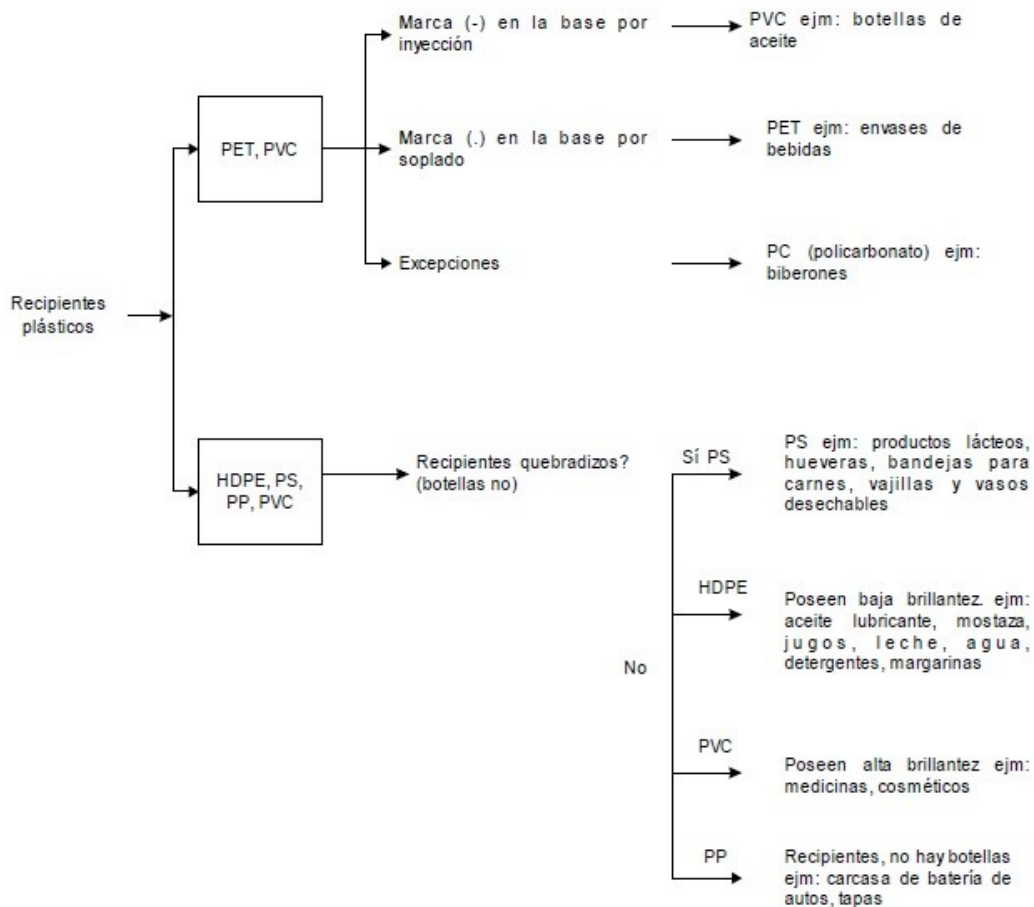 Marca (-) en la base por
inyección
PVC ejm: botellas de
aceite
PET, PVC
Marca (.) en la base por
soplado
PET ejm: envases de
bebidas
Excepciones
PC (policarbonato) ejm:
biberones
Recipientes
plásticos
HDPE, PS,
PP, PVC
Recipientes quebradizos?
(botellas no)
Sí PS
PS ejm: productos lácteos,
hueveras, bandejas para
carnes, vajillas y vasos
desechables
HDPE
Poseen baja brillantez. ejm:
aceite lubricante, mostaza,
jugos, leche, agua,
detergentes, margarinas
No
PVC
Poseen alta brillantez ejm:
medicinas, cosméticos
PP
Recipientes, no hay botellas
ejm: carcasa de batería de
autos, tapas